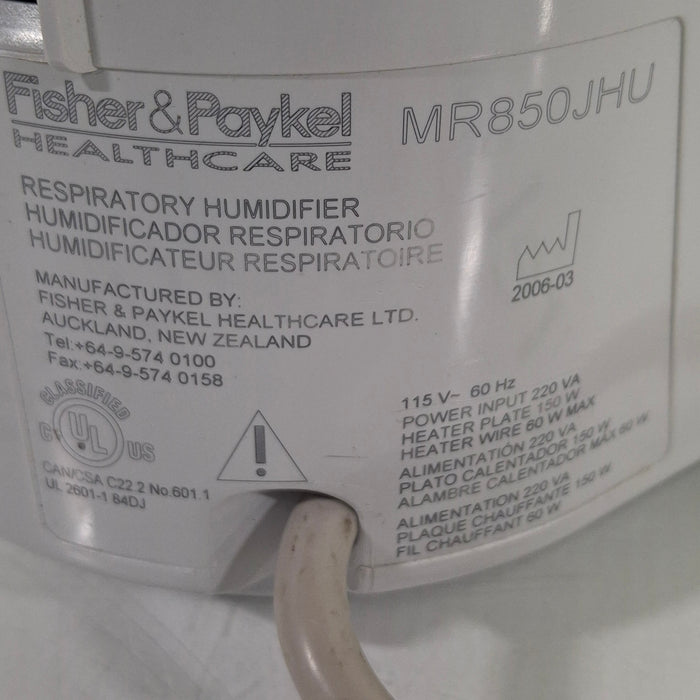 Fisher & Paykel
HEALTHCARE
MR850JHU
RESPIRATORY HUMIDIFIER
HUMIDIFICADOR RESPIRATORIO
HUMIDIFICATEUR RESPIRATOIRE
2006-03
MANUFACTURED BY:
FISHER & PAYKEL HEALTHCARE LTD.
AUCKLAND, NEW ZEALAND
Tel:+64-9-574 0100
Fax:+64-9-574 0158
CLASSIFIED
C UL US
CAN/CSA C22 2 No.601.1
UL 2601-1 84DJ
!
115 V~ 60 Hz
POWER INPUT 220 VA
HEATER PLATE 150 W
HEATER WIRE 60 W MAX
ALIMENTACIÓN 220 VA
PLATO CALENTADOR 150 W
ALAMBRE CALENTADOR MAX 60 W
ALIMENTATION 220 VA
PLAQUE CHAUFFANTE 150 W
FIL CHAUFFANT 60 W